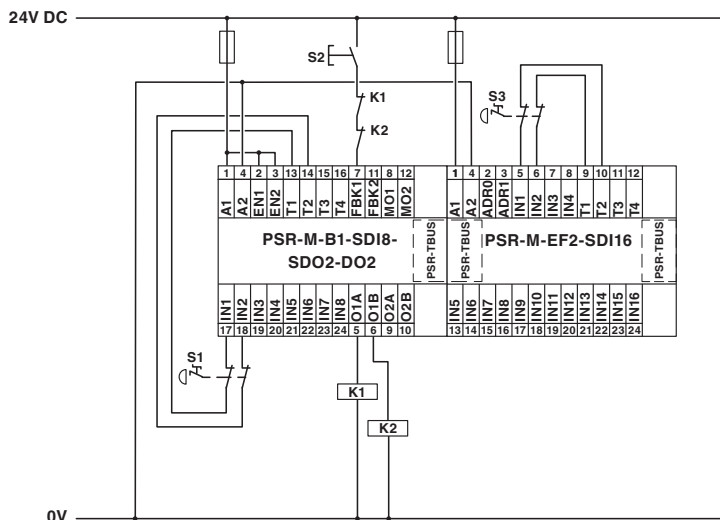 24V DC
S2
K1
K2
S3
1 4 2 3 13 14 15 16 7 11 8 12
A1 A2 EN1 EN2 T1 T2 T3 T4 FBK1 FBK2 MO1 MO2
1 4 2 3 5 6 7 8 9 10 11 12
A1 A2 ADR0 ADR1 IN1 IN2 IN3 IN4 T1 T2 T3 T4
PSR-M-B1-SDI8-
SDO2-DO2
PSR-TBUS
PSR-TBUS
PSR-M-EF2-SDI16
PSR-TBUS
IN1 IN2 IN3 IN4 IN5 IN6 IN7 IN8 O1A O1B O2A O2B
17 18 19 20 21 22 23 24 5 6 9 10
IN5 IN6 IN7 IN8 IN9 IN10 IN11 IN12 IN13 IN14 IN15 IN16
13 14 15 16 17 18 19 20 21 22 23 24
S1
K1
K2
0V